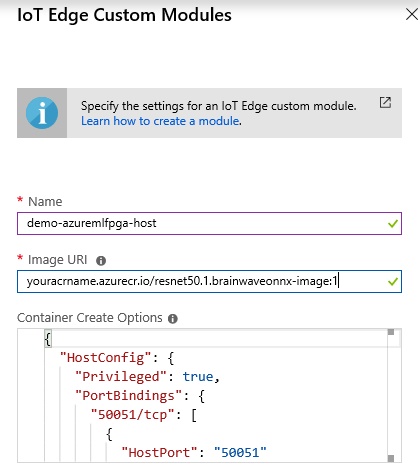 IoT Edge Custom Modules
Specify the settings for an IoT Edge custom module.
Learn how to create a module.
* Name
demo-azuremlfpga-host
* Image URI
youracrname.azurecr.io/resnet50.1.brainwaveonnx-image:1
Container Create Options
{
"HostConfig": {
"Privileged": true,
"PortBindings": {
"50051/tcp": [
{
"HostPort": "50051"